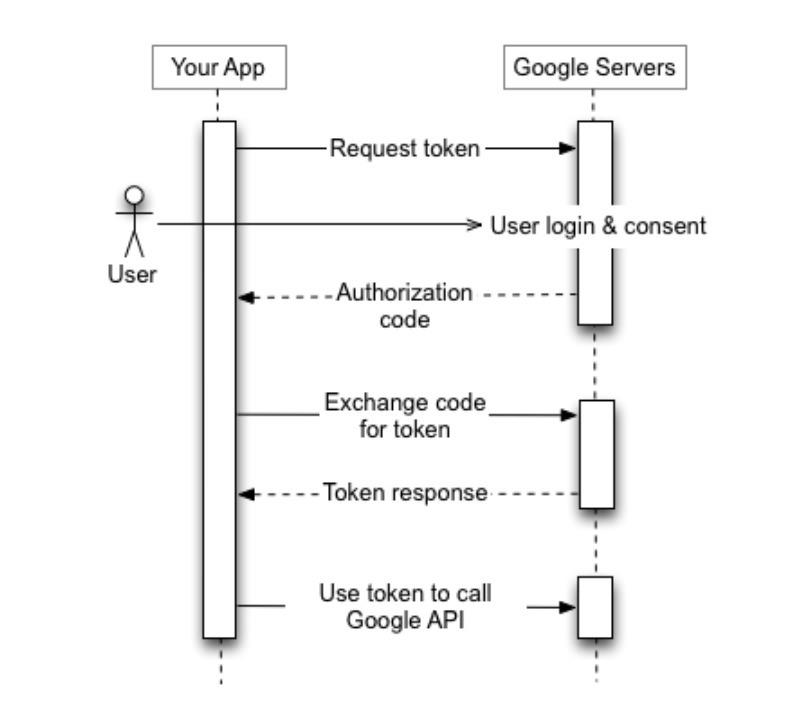 Your App
Google Servers
Request token
User login & consent
User
Authorization
code
Exchange code
for token
Token response
Use token to call
Google API